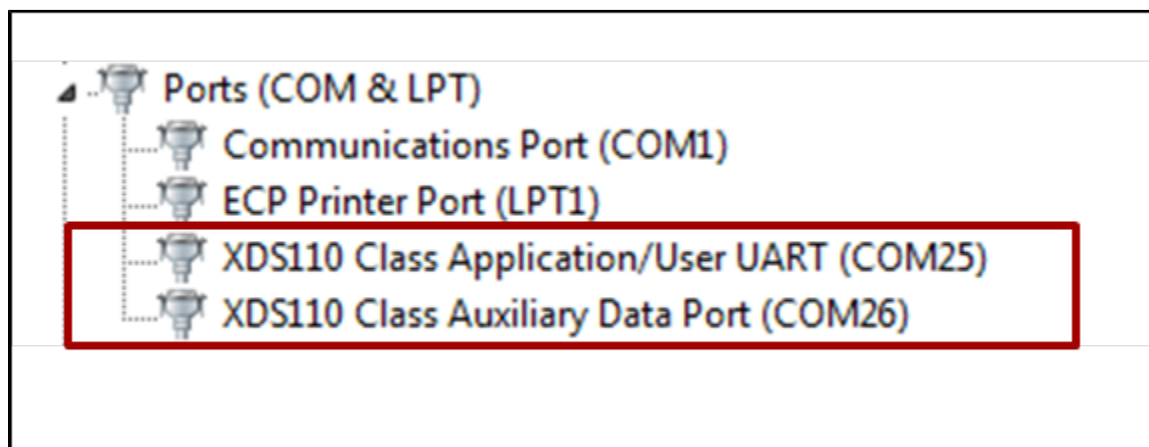 Ports (COM & LPT)
Communications Port (COM1)
ECP Printer Port (LPT1)
XDS110 Class Application/User UART (COM25)
XDS110 Class Auxiliary Data Port (COM26)